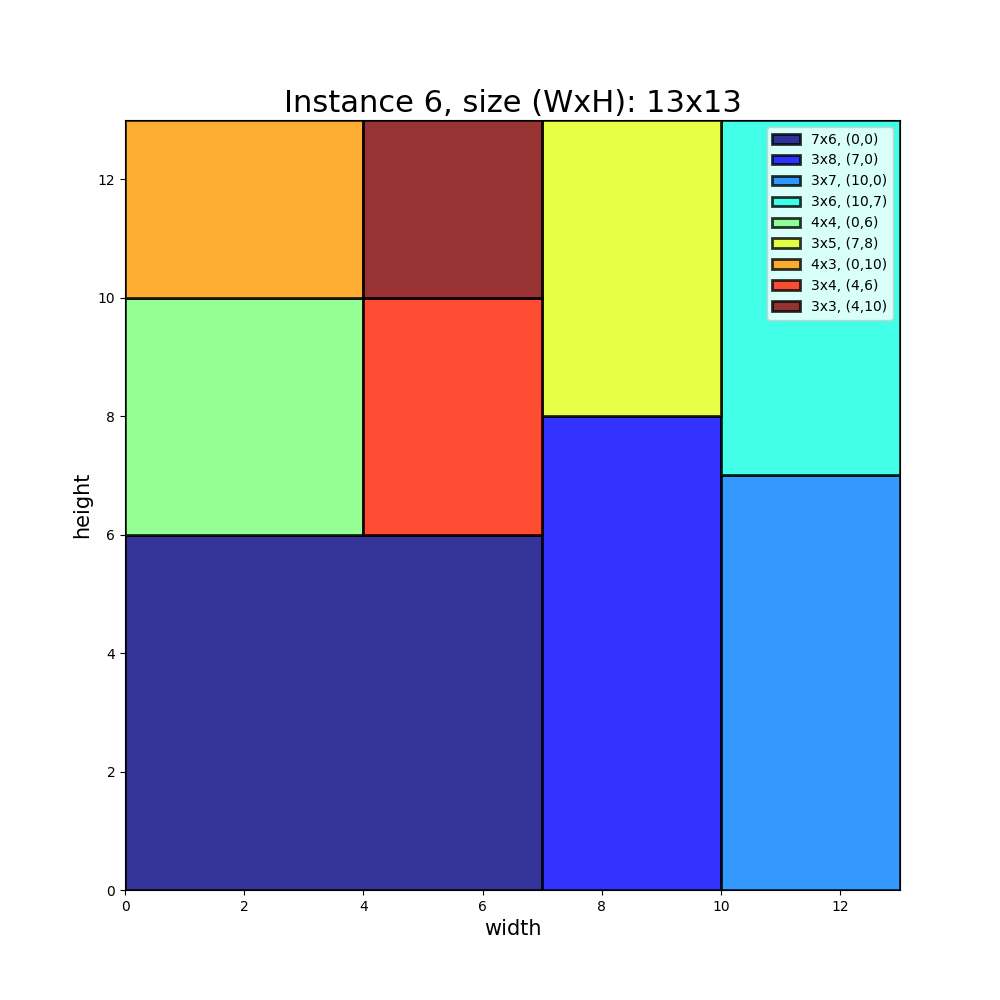 Instance 6, size (WxH): 13x13
7x6, (0,0)
3x8, (7,0)
3x7, (10,0)
3x6, (10,7)
4x4, (0,6)
3x5, (7,8)
4x3, (0,10)
3x4, (4,6)
3x3, (4,10)
12
10
8
6
4
2
0
height
0 2 4 6 8 10 12
width